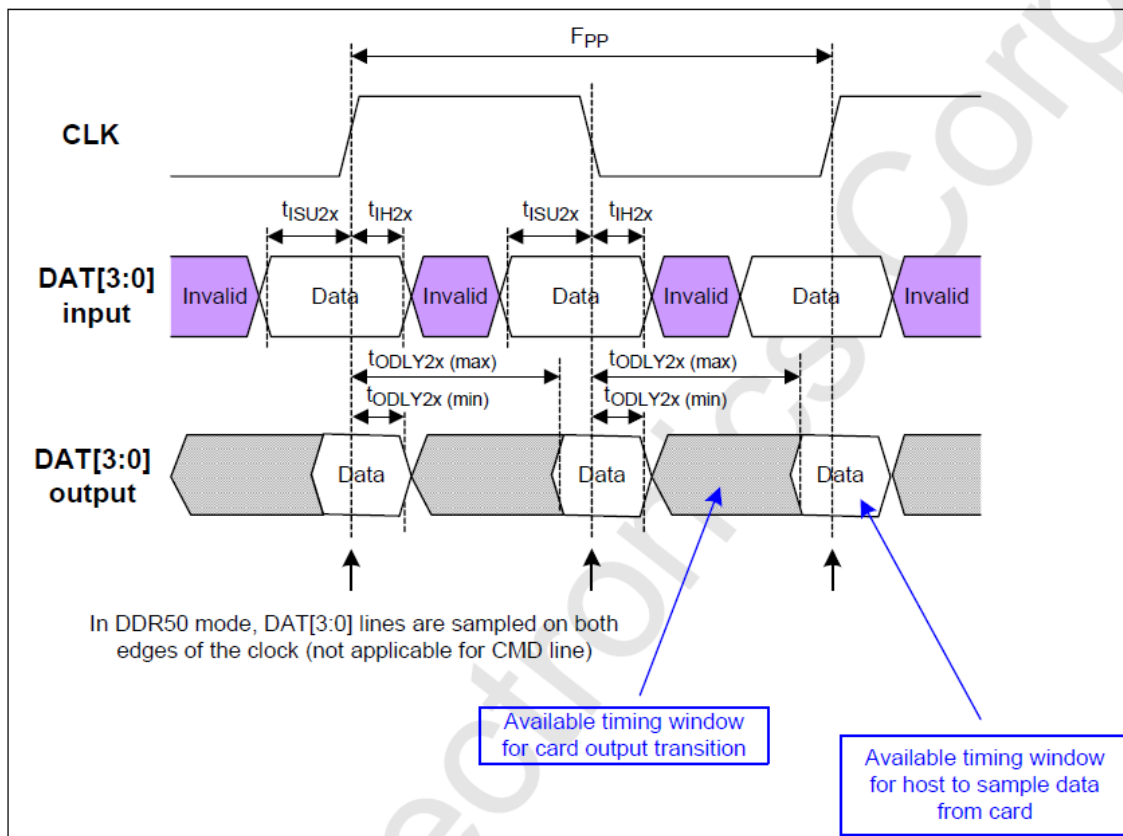 FPP
CLK
tISU2x
tIH2x
tISU2x
tIH2x
DAT[3:0]
input
Invalid
Data
Invalid
Data
Invalid
Data
Invalid
tODLY2x (max)
tODLY2x (max)
tODLY2x (min)
tODLY2x (min)
DAT[3:0]
output
Data
Data
Data
In DDR50 mode, DAT[3:0] lines are sampled on both
edges of the clock (not applicable for CMD line)
Available timing window
for card output transition
Available timing window
for host to sample data
from card
ectronics Corp